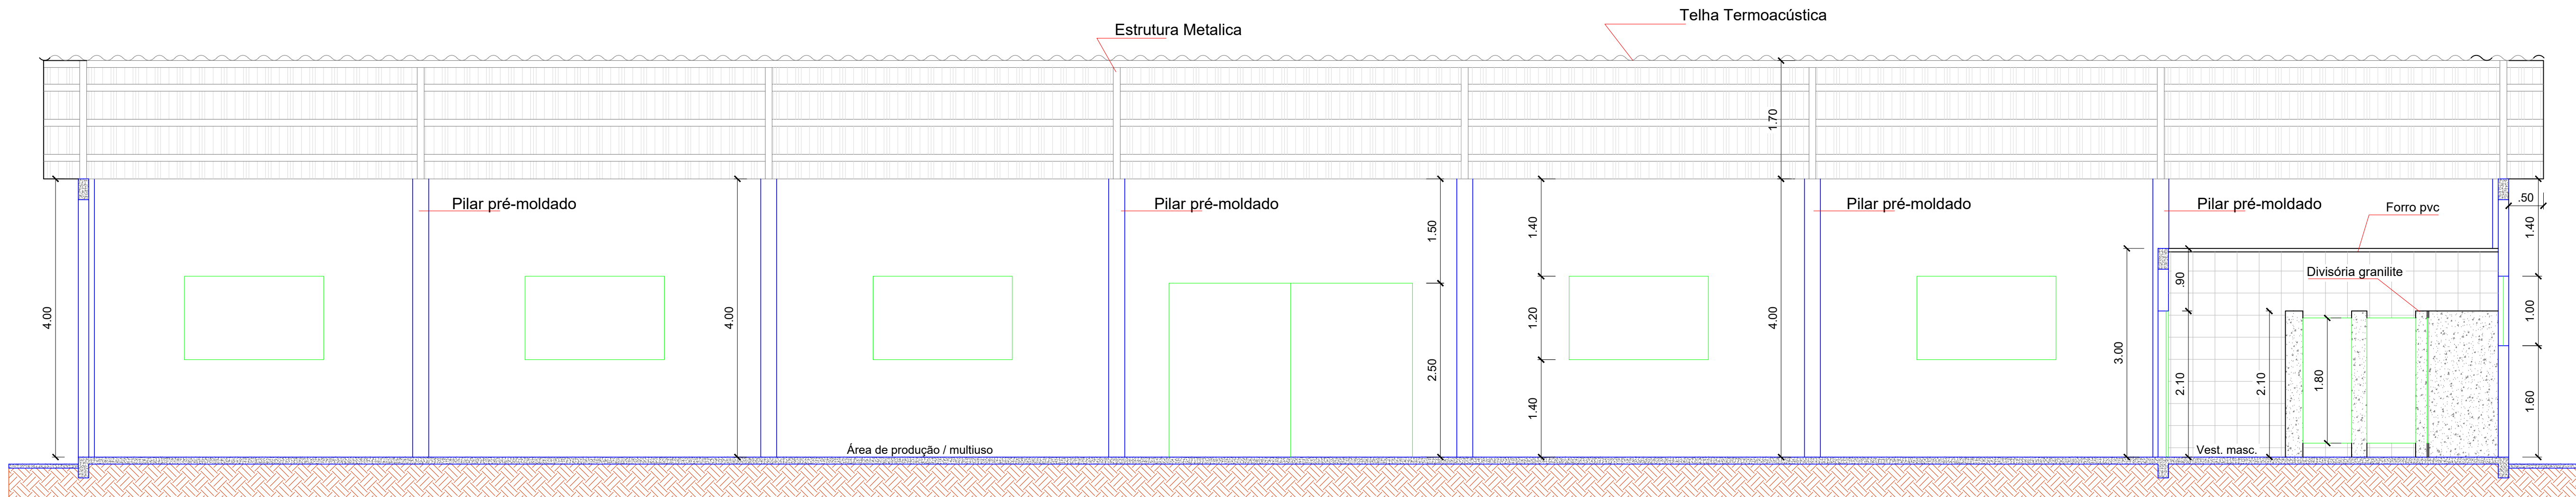 Telha Termoacústica
Estrutura Metalica
1.70
Pilar pré-moldado
Pilar pré-moldado
Pilar pré-moldado
Pilar pré-moldado
Forro pvc
.50
4.00
4.00
1.50
2.50
1.40
1.20
1.40
4.00
3.00
.90
2.10
Divisória granilite
2.10
1.80
1.40
1.00
1.60
Área de produção / multiuso
Vest. masc.